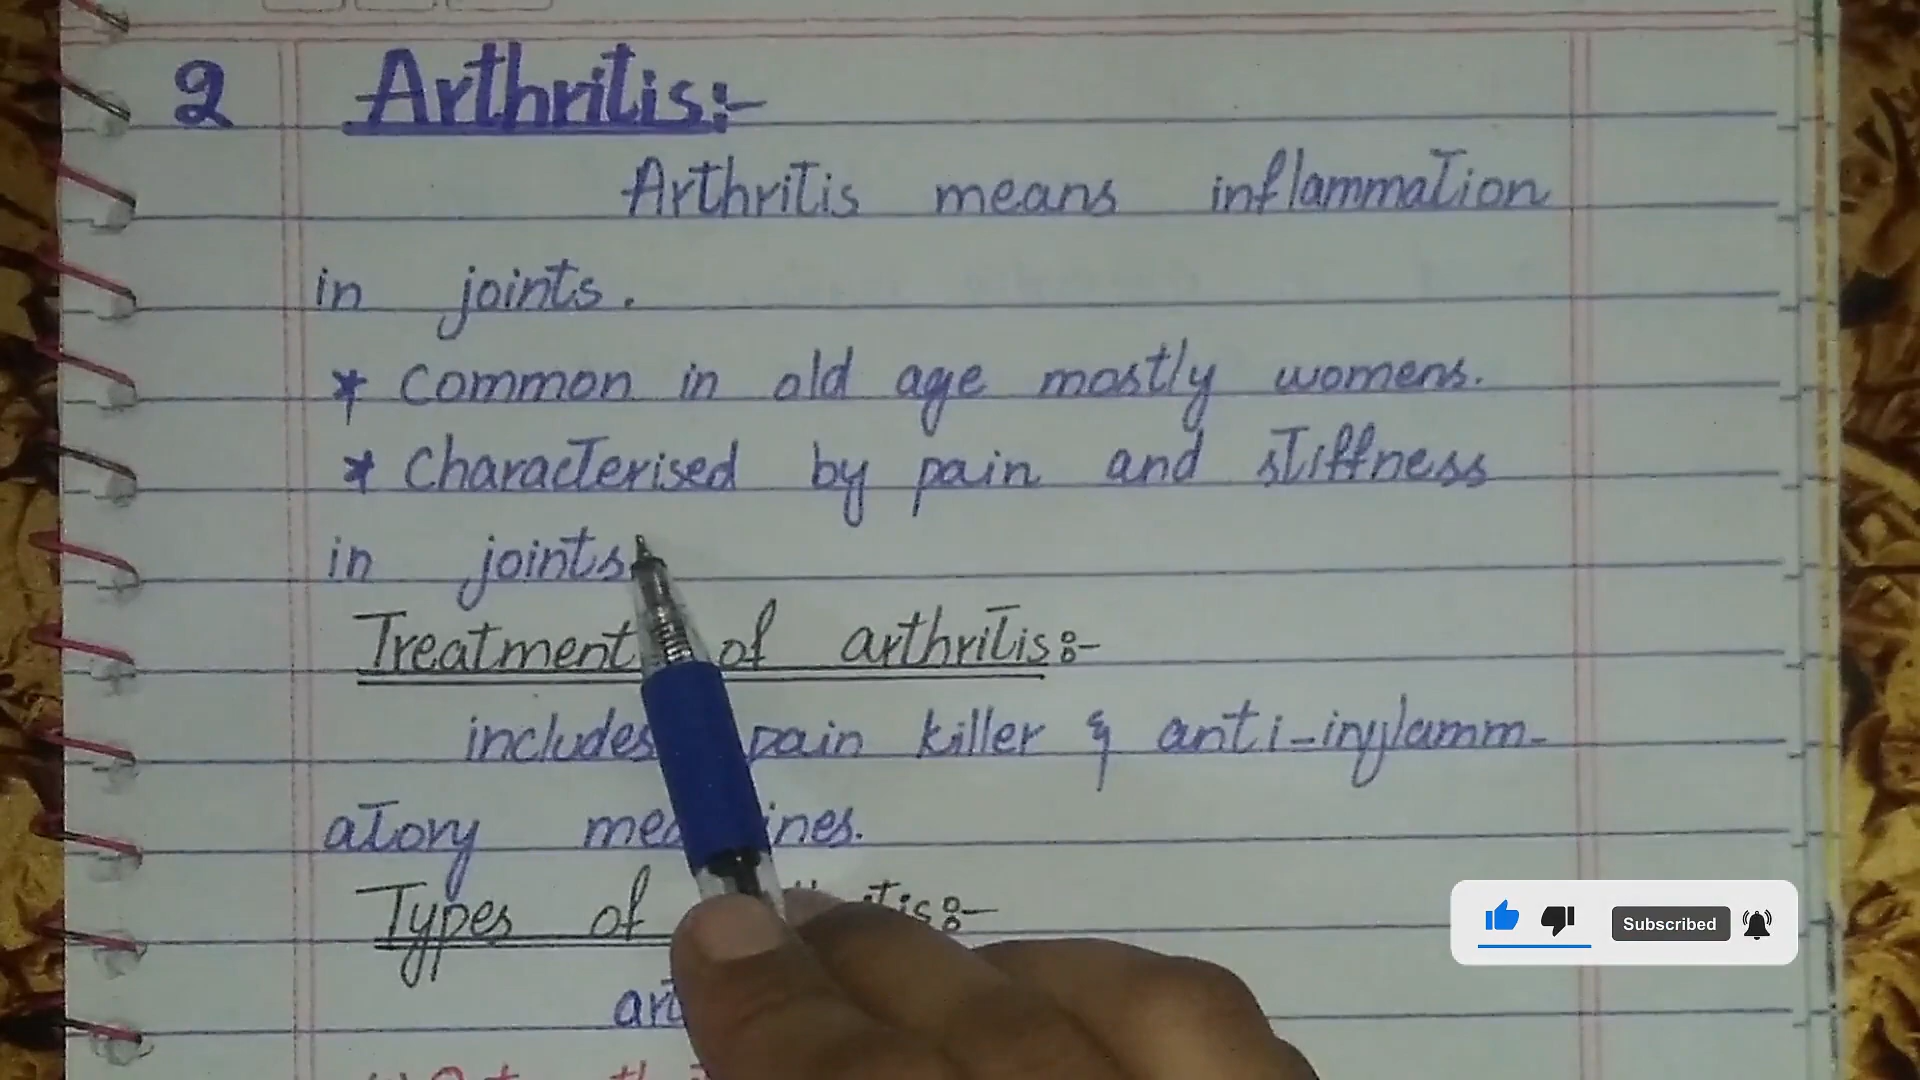 2 Arthritis:-
Arthritis means inflammation
in joints.
* Common in old age mostly womens.
* Characterised by pain and stiffness
in joints
Treatment of arthritis:-
includes pain killer & anti-inflamm-
atory
Types of
Subscribed